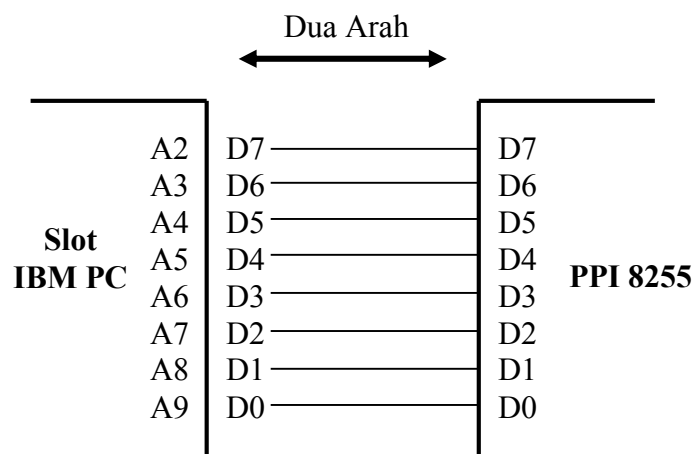 Dua Arah
A2 D7 D7
A3 D6 D6
A4 D5 D5
Slot
IBM PC
A5 D4 D4
A6 D3 D3
PPI 8255
A7 D2 D2
A8 D1 D1
A9 D0 D0